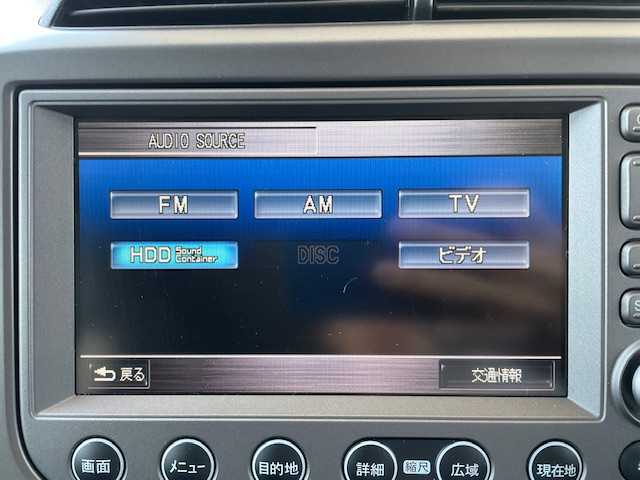 AUDIO SOURCE
FM AM TV
HDD Sound Container DISC ビデオ
戻る 交通情報
画面 メニュー 目的地 詳細 縮尺 広域 現在地